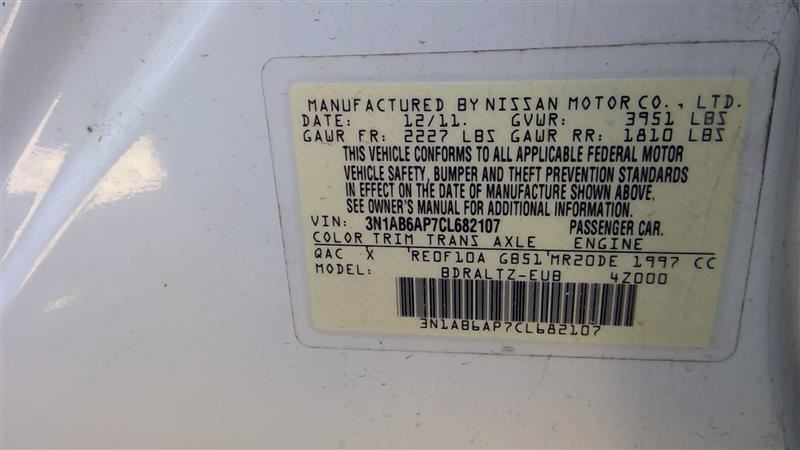 MANUFACTURED BY NISSAN MOTOR CO., LTD.
DATE: 12/11. GVWR: 3951 LBS
GAWR FR: 2227 LBS GAWR RR: 1810 LBS
THIS VEHICLE CONFORMS TO ALL APPLICABLE FEDERAL MOTOR
VEHICLE SAFETY, BUMPER AND THEFT PREVENTION STANDARDS
IN EFFECT ON THE DATE OF MANUFACTURE SHOWN ABOVE.
SEE OWNER'S MANUAL FOR ADDITIONAL INFORMATION.
VIN: 3N1AB6AP7CL682107 PASSENGER CAR.
COLOR TRIM TRANS AXLE ENGINE
QAC X RE0F10A GB51 MR20DE 1997 CC
MODEL: BDRALTZ-EUB 4Z000
3N1AB6AP7CL682107